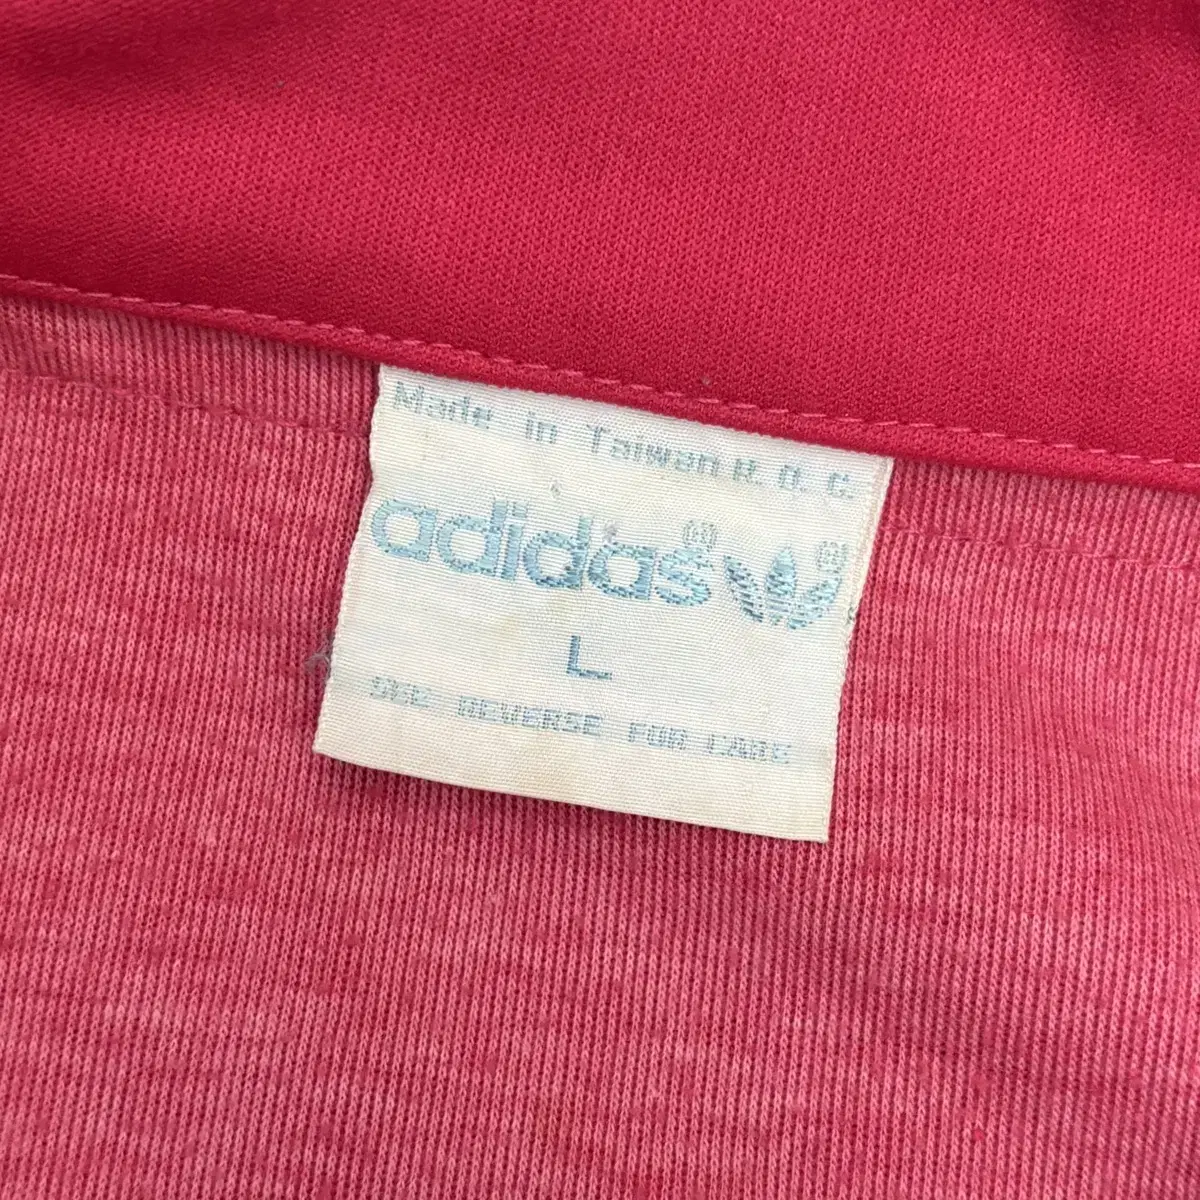 Made in Taiwan R.O.C.
adidas
L
SEE REVERSE FOR CARE